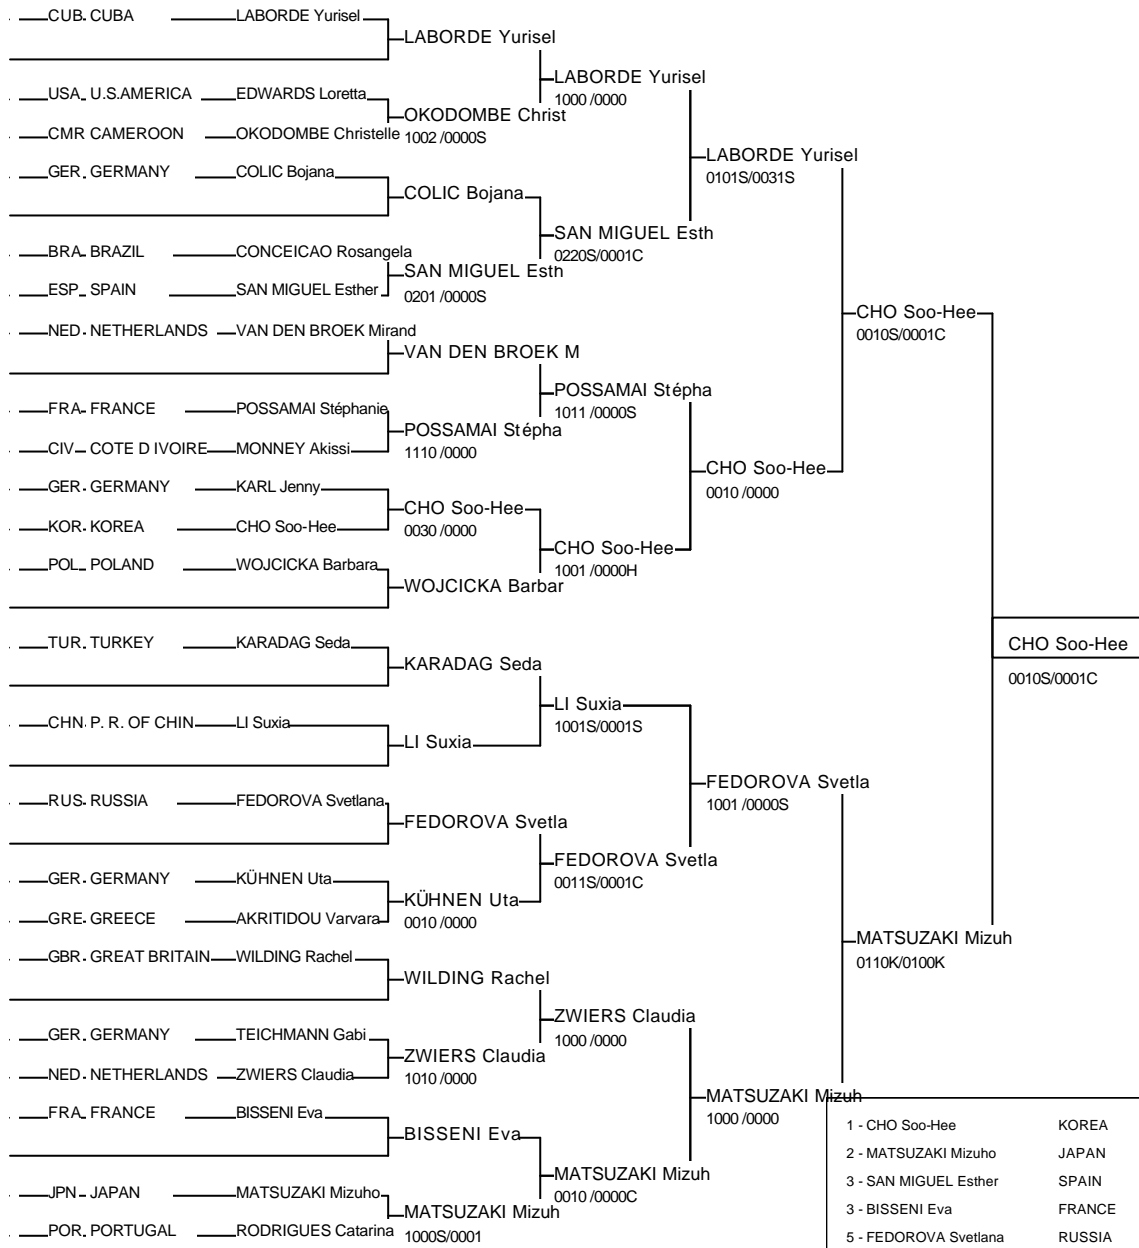 CUB CUBA LABORDE Yurisel
LABORDE Yurisel
LABORDE Yurisel
1000 /0000
USA U.S.AMERICA EDWARDS Loretta
OKODOMBE Christ
1002 /0000S
CMR CAMEROON OKODOMBE Christelle
LABORDE Yurisel
0101S/0031S
GER GERMANY COLIC Bojana
COLIC Bojana
SAN MIGUEL Esth
0220S/0001C
BRA BRAZIL CONCEICAO Rosangela
SAN MIGUEL Esth
0201 /0000S
ESP SPAIN SAN MIGUEL Esther
CHO Soo-Hee
0010S/0001C
NED NETHERLANDS VAN DEN BROEK Mirand
VAN DEN BROEK M
POSSAMAI Stépha
1011 /0000S
FRA FRANCE POSSAMAI Stéphanie
POSSAMAI Stépha
1110 /0000
CIV COTE D IVOIRE MONNEY Akissi
CHO Soo-Hee
0010 /0000
GER GERMANY KARL Jenny
CHO Soo-Hee
0030 /0000
KOR KOREA CHO Soo-Hee
CHO Soo-Hee
1001 /0000H
POL POLAND WOJCICKA Barbara
WOJCICKA Barbar
TUR TURKEY KARADAG Seda
CHO Soo-Hee
0010S/0001C
KARADAG Seda
LI Suxia
1001S/0001S
CHN P. R. OF CHIN LI Suxia
LI Suxia
FEDOROVA Svetla
1001 /0000S
RUS RUSSIA FEDOROVA Svetlana
FEDOROVA Svetla
FEDOROVA Svetla
0011S/0001C
GER GERMANY KÜHNEN Uta
KÜHNEN Uta
0010 /0000
GRE GREECE AKRITIDOU Varvara
MATSUZAKI Mizuh
0110K/0100K
GBR GREAT BRITAIN WILDING Rachel
WILDING Rachel
ZWIERS Claudia
1000 /0000
GER GERMANY TEICHMANN Gabi
ZWIERS Claudia
1010 /0000
NED NETHERLANDS ZWIERS Claudia
MATSUZAKI Mizuh
1000 /0000
FRA FRANCE BISSENI Eva
BISSENI Eva
MATSUZAKI Mizuh
0010 /0000C
JPN JAPAN MATSUZAKI Mizuho
MATSUZAKI Mizuh
1000S/0001
POR PORTUGAL RODRIGUES Catarina
1 - CHO Soo-Hee KOREA
2 - MATSUZAKI Mizuho JAPAN
3 - SAN MIGUEL Esther SPAIN
3 - BISSENI Eva FRANCE
5 - FEDOROVA Svetlana RUSSIA